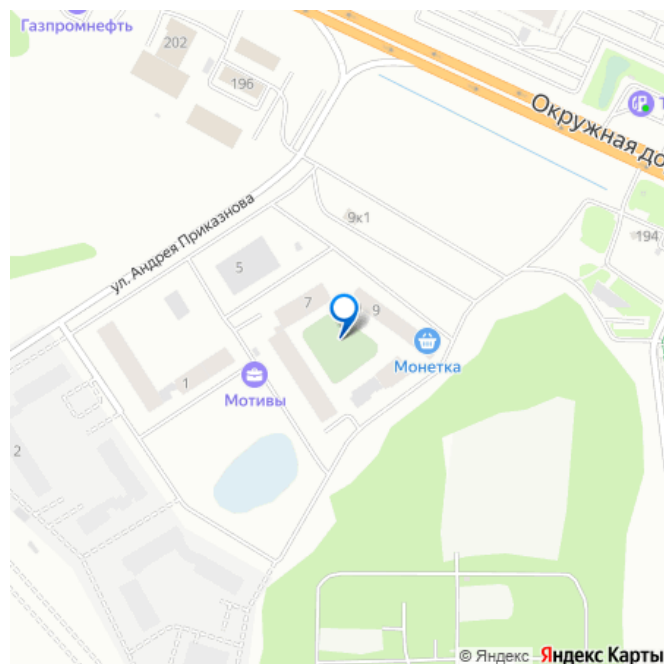 Газпромнефть
202
196
Окружная до
Т
ул. Андрея Приказнова
9к1
194
5
7
9
Монетка
1
Мотивы
2
© Яндекс Яндекс Карты